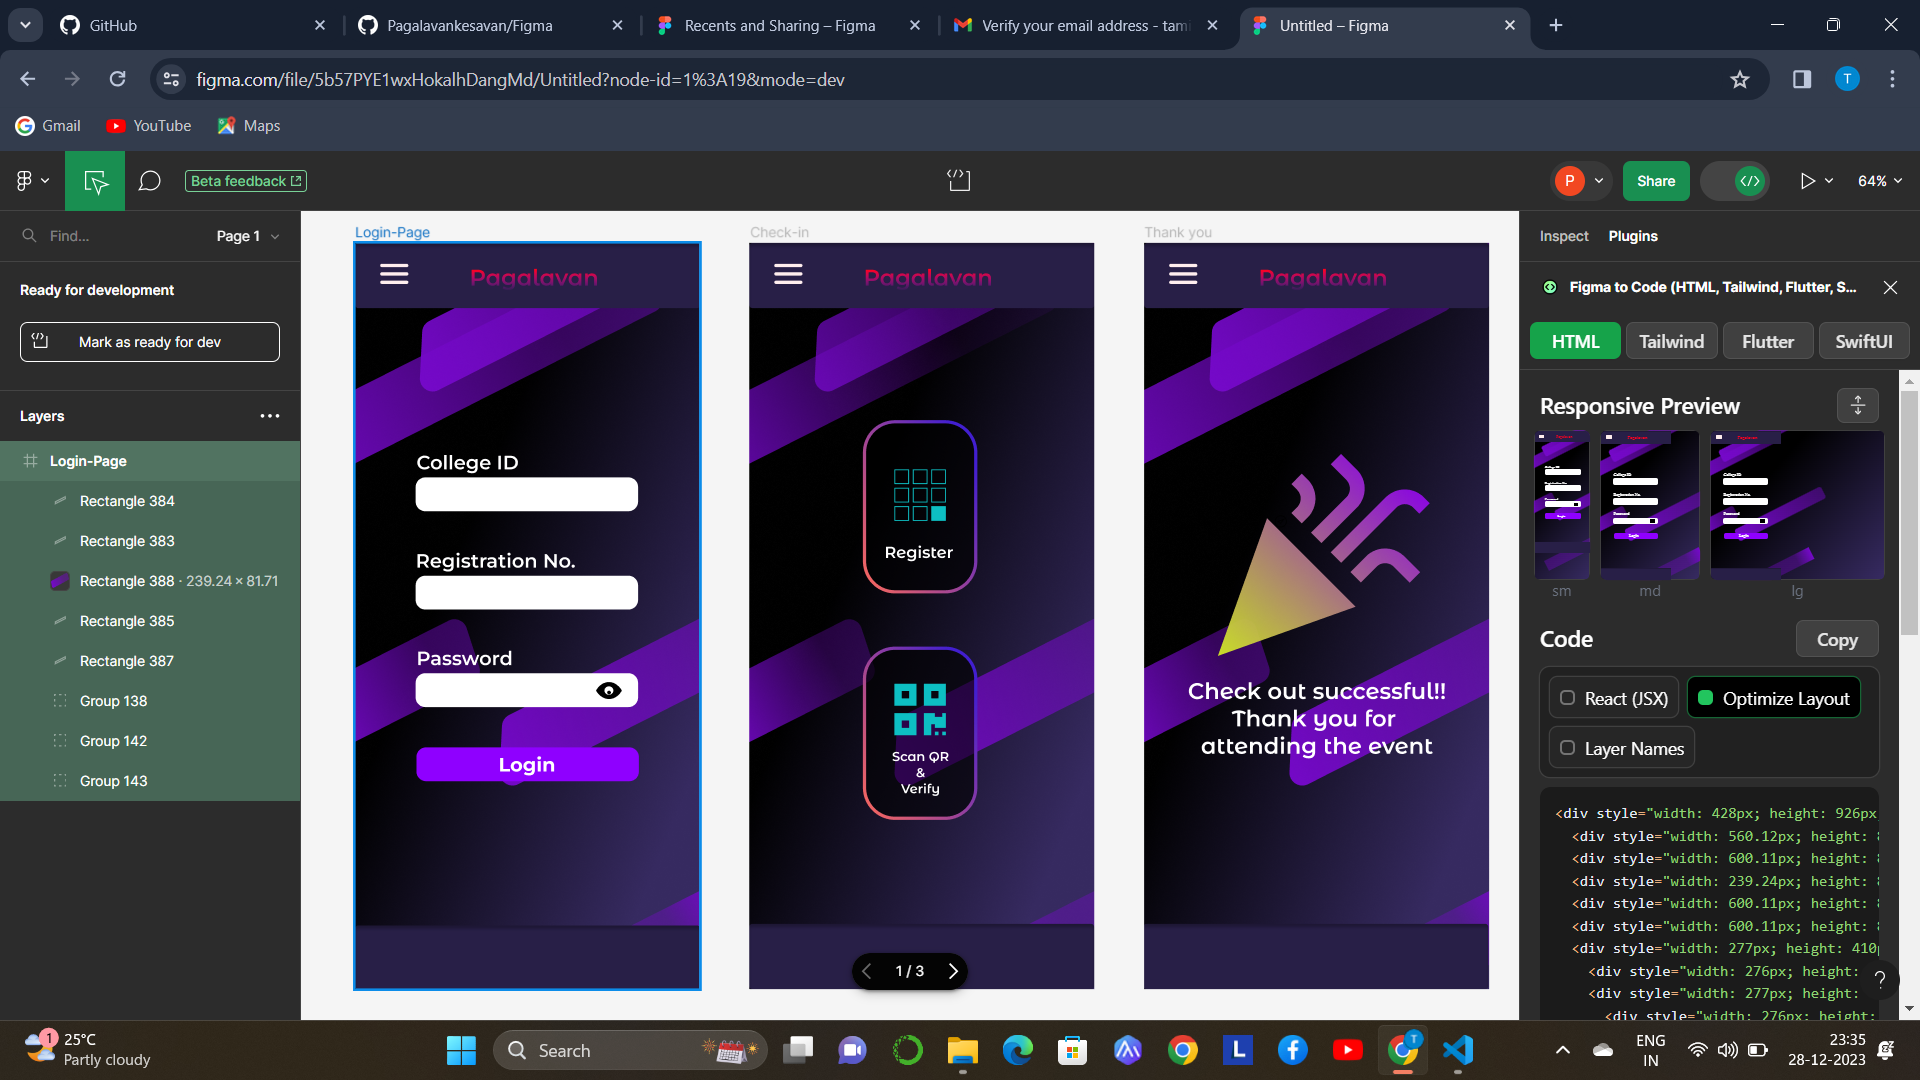 GitHub
Pagalavankesavan/Figma
Recents and Sharing – Figma
Verify your email address - tami
Untitled – Figma
figma.com/file/5b57PYE1wxHokalhDangMd/Untitled?node-id=1%3A19&mode=dev
T
Gmail
YouTube
Maps
Beta feedback
P
Share
64%
Find...
Page 1
Ready for development
Mark as ready for dev
Layers
Login-Page
Rectangle 384
Rectangle 383
Rectangle 388 · 239.24 × 81.71
Rectangle 385
Rectangle 387
Group 138
Group 142
Group 143
Login-Page
Pagalavan
College ID
Registration No.
Password
Login
Check-in
Pagalavan
Register
Scan QR
&
Verify
1 / 3
Thank you
Pagalavan
Check out successful!!
Thank you for
attending the event
Inspect
Plugins
Figma to Code (HTML, Tailwind, Flutter, S...
HTML
Tailwind
Flutter
SwiftUI
Responsive Preview
sm
md
lg
Code
Copy
React (JSX)
Optimize Layout
Layer Names
<div style="width: 428px; height: 926px
<div style="width: 560.12px; height:
<div style="width: 600.11px; height:
<div style="width: 239.24px; height:
<div style="width: 600.11px; height:
<div style="width: 600.11px; height:
<div style="width: 277px; height: 410p
<div style="width: 276px; height:
<div style="width: 277px; height:
<div style="width: 276px; height:
?
1
25°C
Partly cloudy
Search
L
T
ENG
IN
23:35
28-12-2023